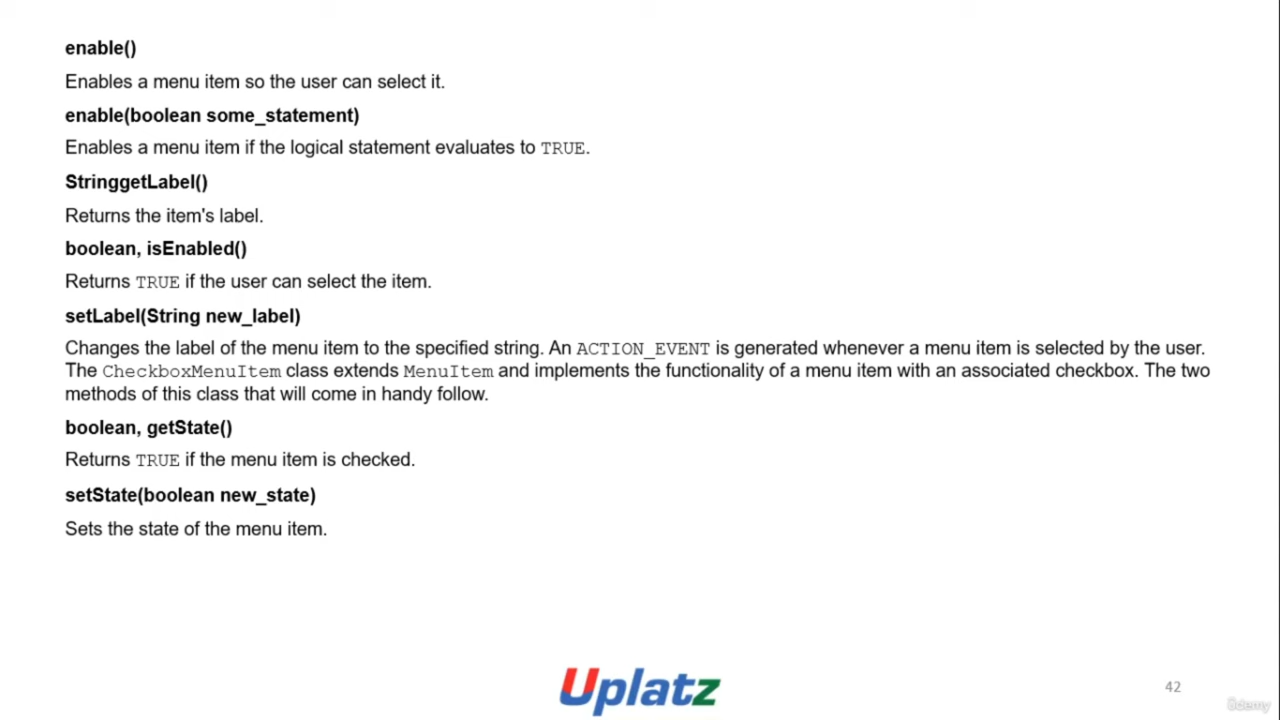 enable()
Enables a menu item so the user can select it.
enable(boolean some_statement)
Enables a menu item if the logical statement evaluates to TRUE.
StringgetLabel()
Returns the item's label.
boolean, isEnabled()
Returns TRUE if the user can select the item.
setLabel(String new_label)
Changes the label of the menu item to the specified string. An ACTION_EVENT is generated whenever a menu item is selected by the user.
The CheckboxMenuItem class extends MenuItem and implements the functionality of a menu item with an associated checkbox. The two
methods of this class that will come in handy follow.
boolean, getState()
Returns TRUE if the menu item is checked.
setState(boolean new_state)
Sets the state of the menu item.
Uplatz
42
ûdemy